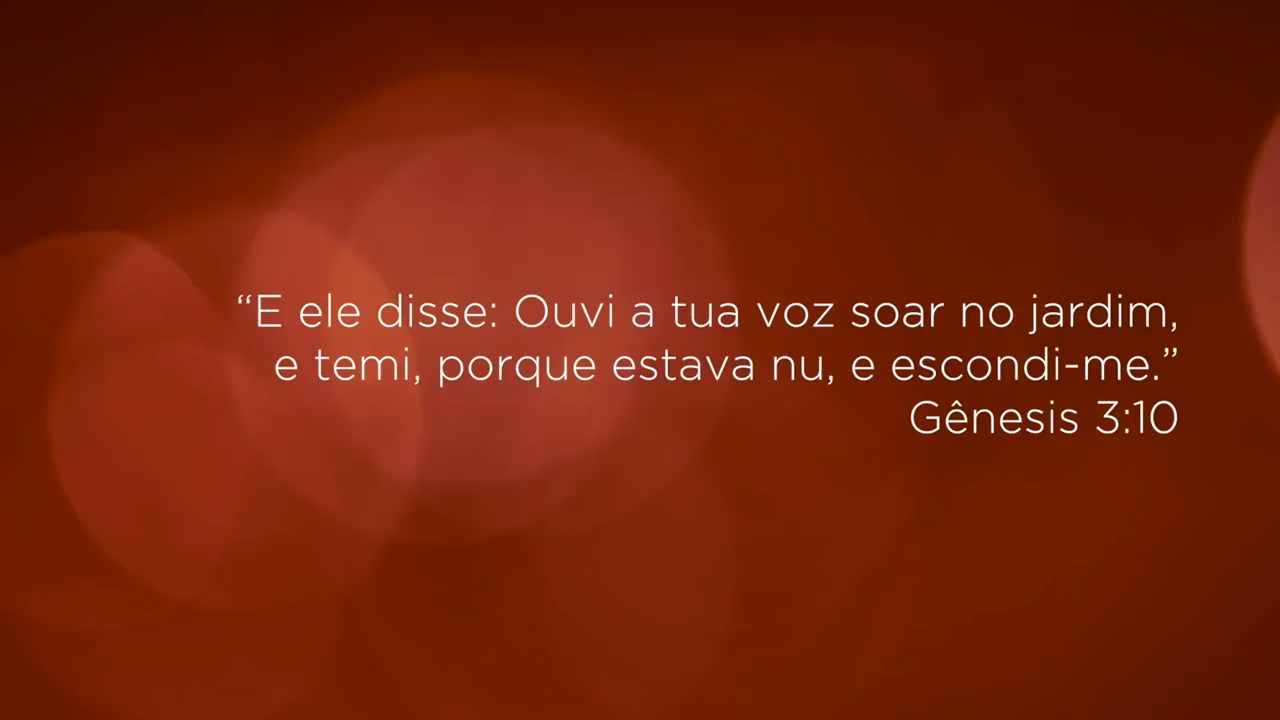 “E ele disse: Ouvi a tua voz soar no jardim,
e temi, porque estava nu, e escondi-me.”
Gênesis 3:10